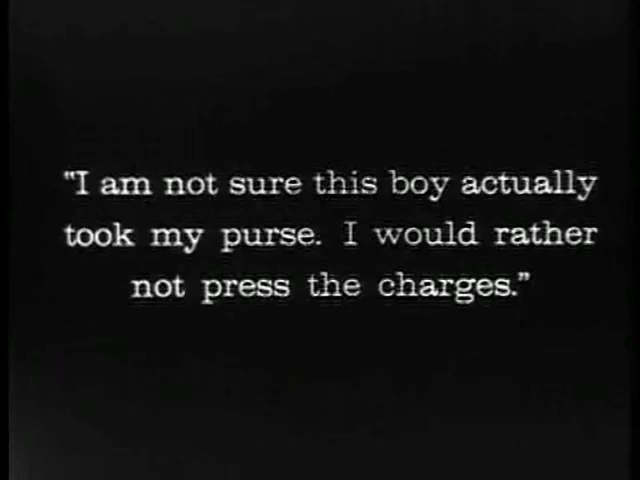 "I am not sure this boy actually
took my purse. I would rather
not press the charges."